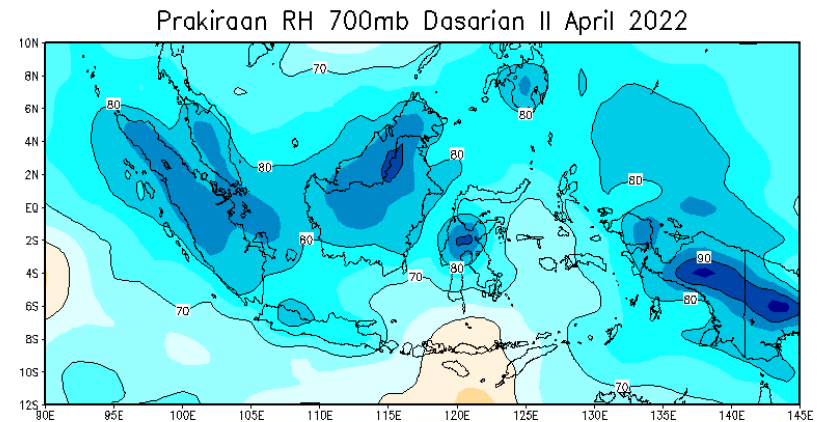 Prakiraan RH 700mb Dasarian II April 2022
10N
70
8N
80
80
6N
4N
80
80
2N
80
EQ
80
2S
90
80
4S
70
80
6S
70
8S
10S
70
12S
90E 95E 100E 105E 110E 115E 120E 125E 130E 135E 140E 145E